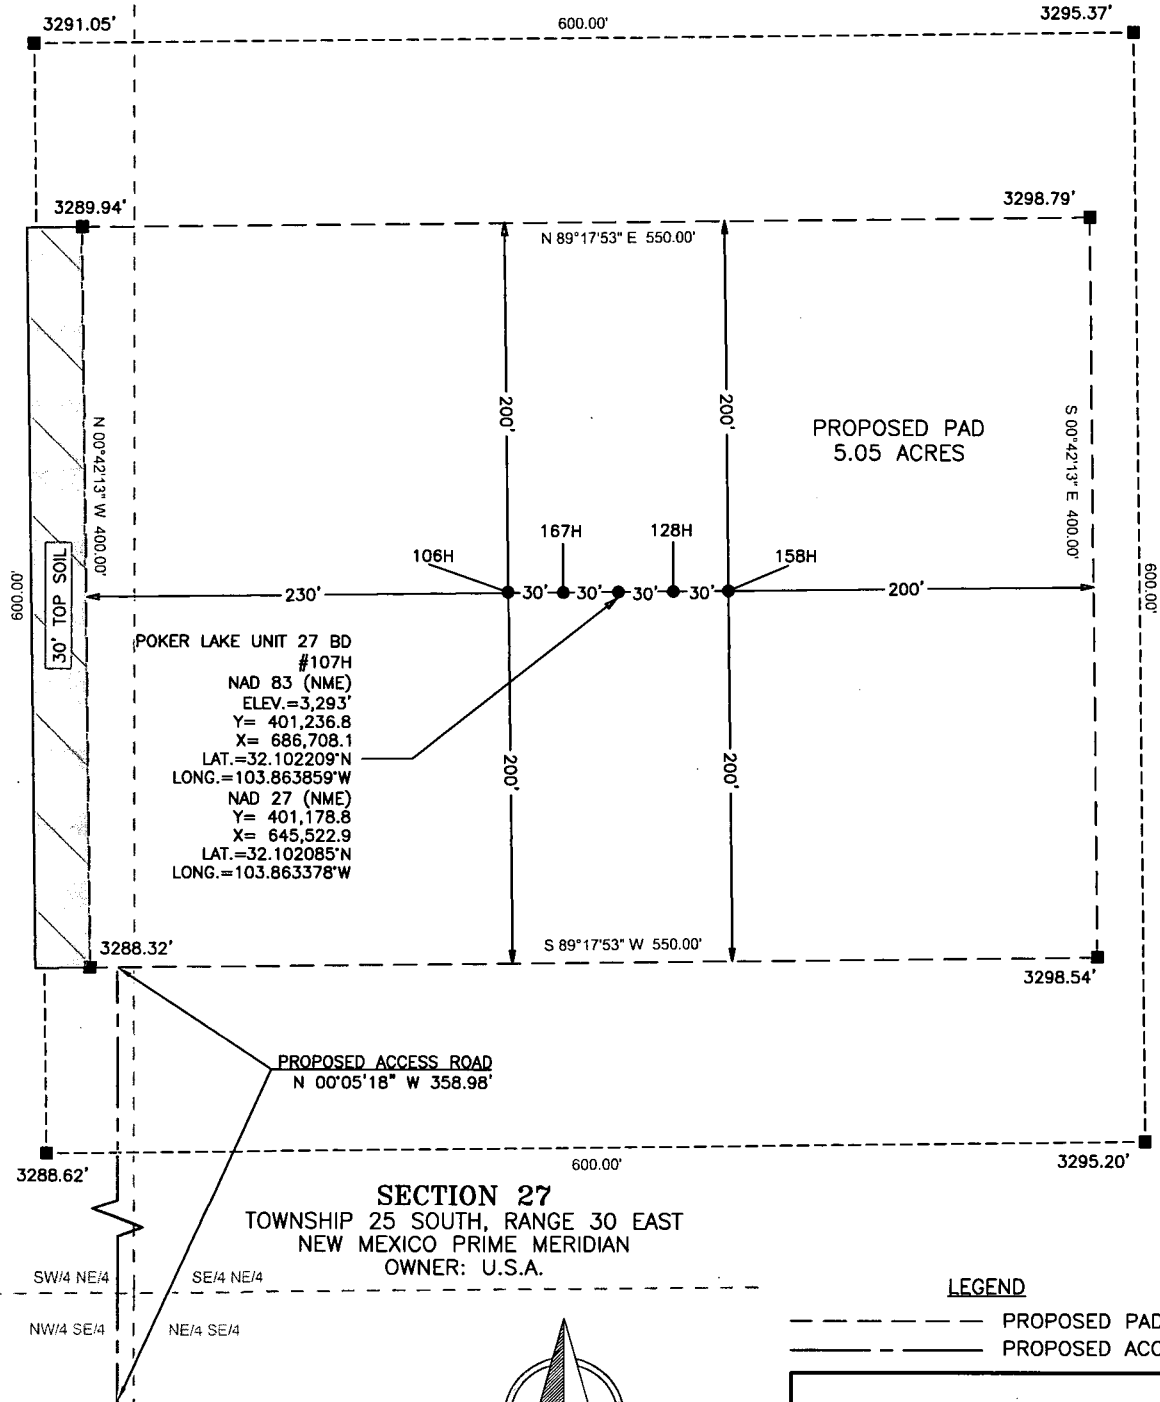 3291.05'
600.00'
3295.37'
3289.94'
3298.79'
N 89°17'53" E 550.00'
200'
200'
N 00°42'13" W 400.00'
PROPOSED PAD
5.05 ACRES
S 00°42'13" E 400.00'
30' TOP SOIL
600.00'
106H
167H
128H
158H
230'
30'
30'
30'
30'
200'
600.00'
POKER LAKE UNIT 27 BD
#107H
NAD 83 (NME)
ELEV.=3,293'
Y= 401,236.8
X= 686,708.1
LAT.=32.102209°N
LONG.=103.863859°W
NAD 27 (NME)
Y= 401,178.8
X= 645,522.9
LAT.=32.102085°N
LONG.=103.863378°W
200'
200'
3288.32'
S 89°17'53" W 550.00'
3298.54'
PROPOSED ACCESS ROAD
N 00°05'18" W 358.98'
3288.62'
600.00'
3295.20'
SECTION 27
TOWNSHIP 25 SOUTH, RANGE 30 EAST
NEW MEXICO PRIME MERIDIAN
OWNER: U.S.A.
SW/4 NE/4
SE/4 NE/4
NW/4 SE/4
NE/4 SE/4
LEGEND
PROPOSED PAD
PROPOSED ACC